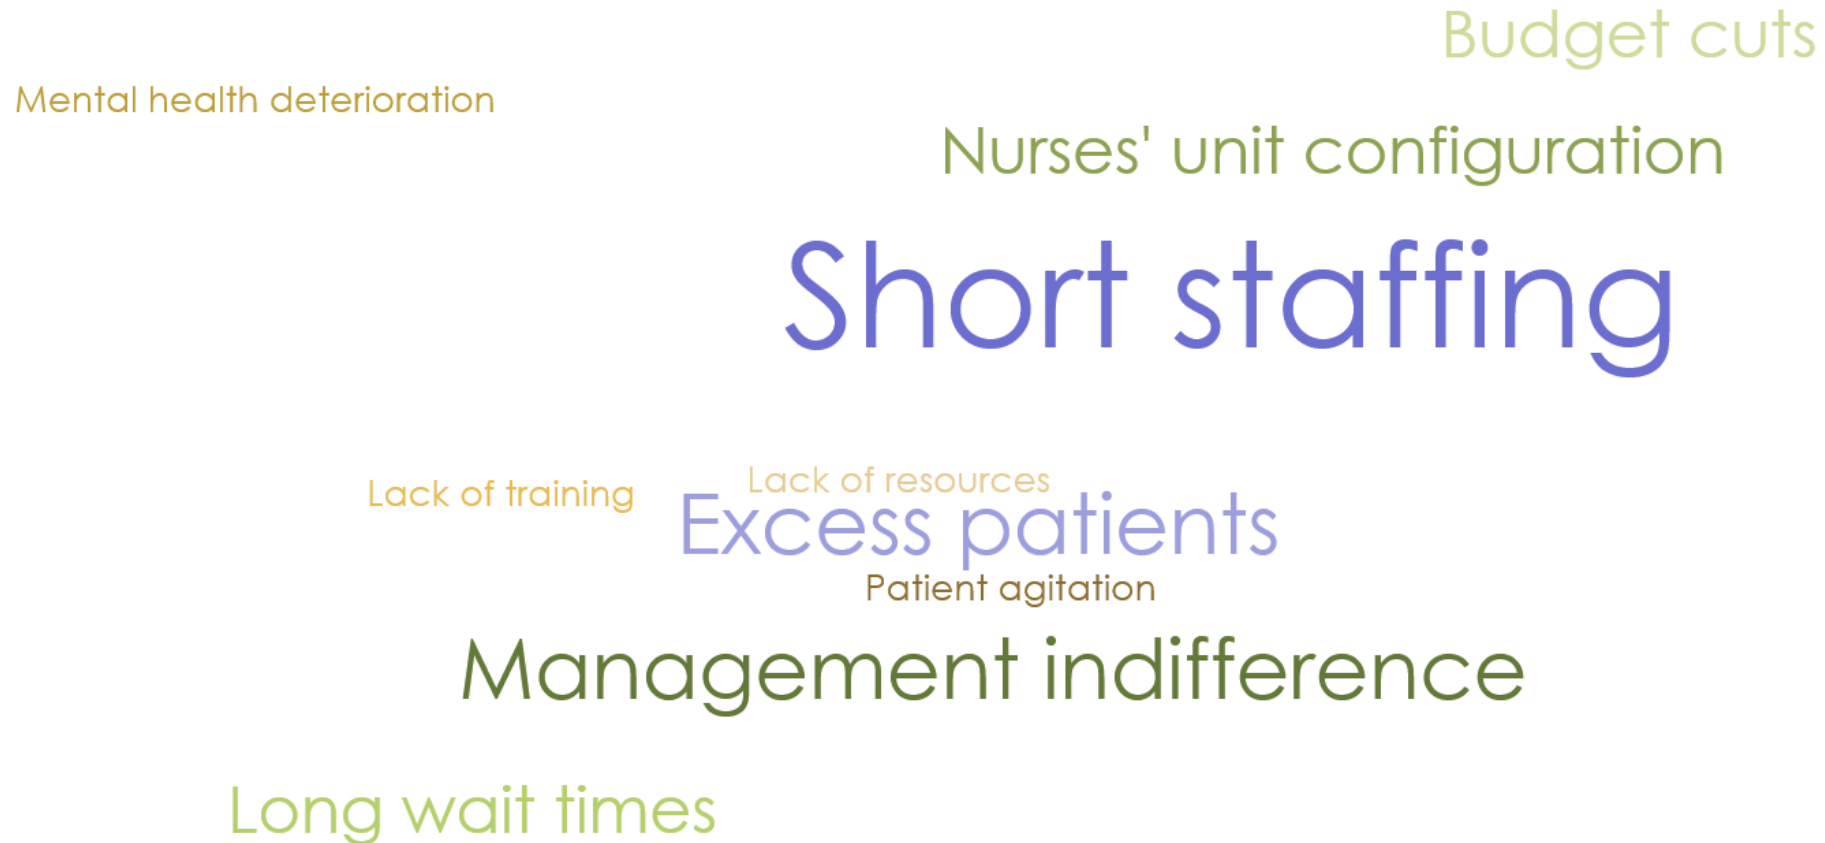 Budget cuts
Mental health deterioration
Nurses' unit configuration
Short staffing
Lack of resources
Lack of training
Excess patients
Patient agitation
Management indifference
Long wait times